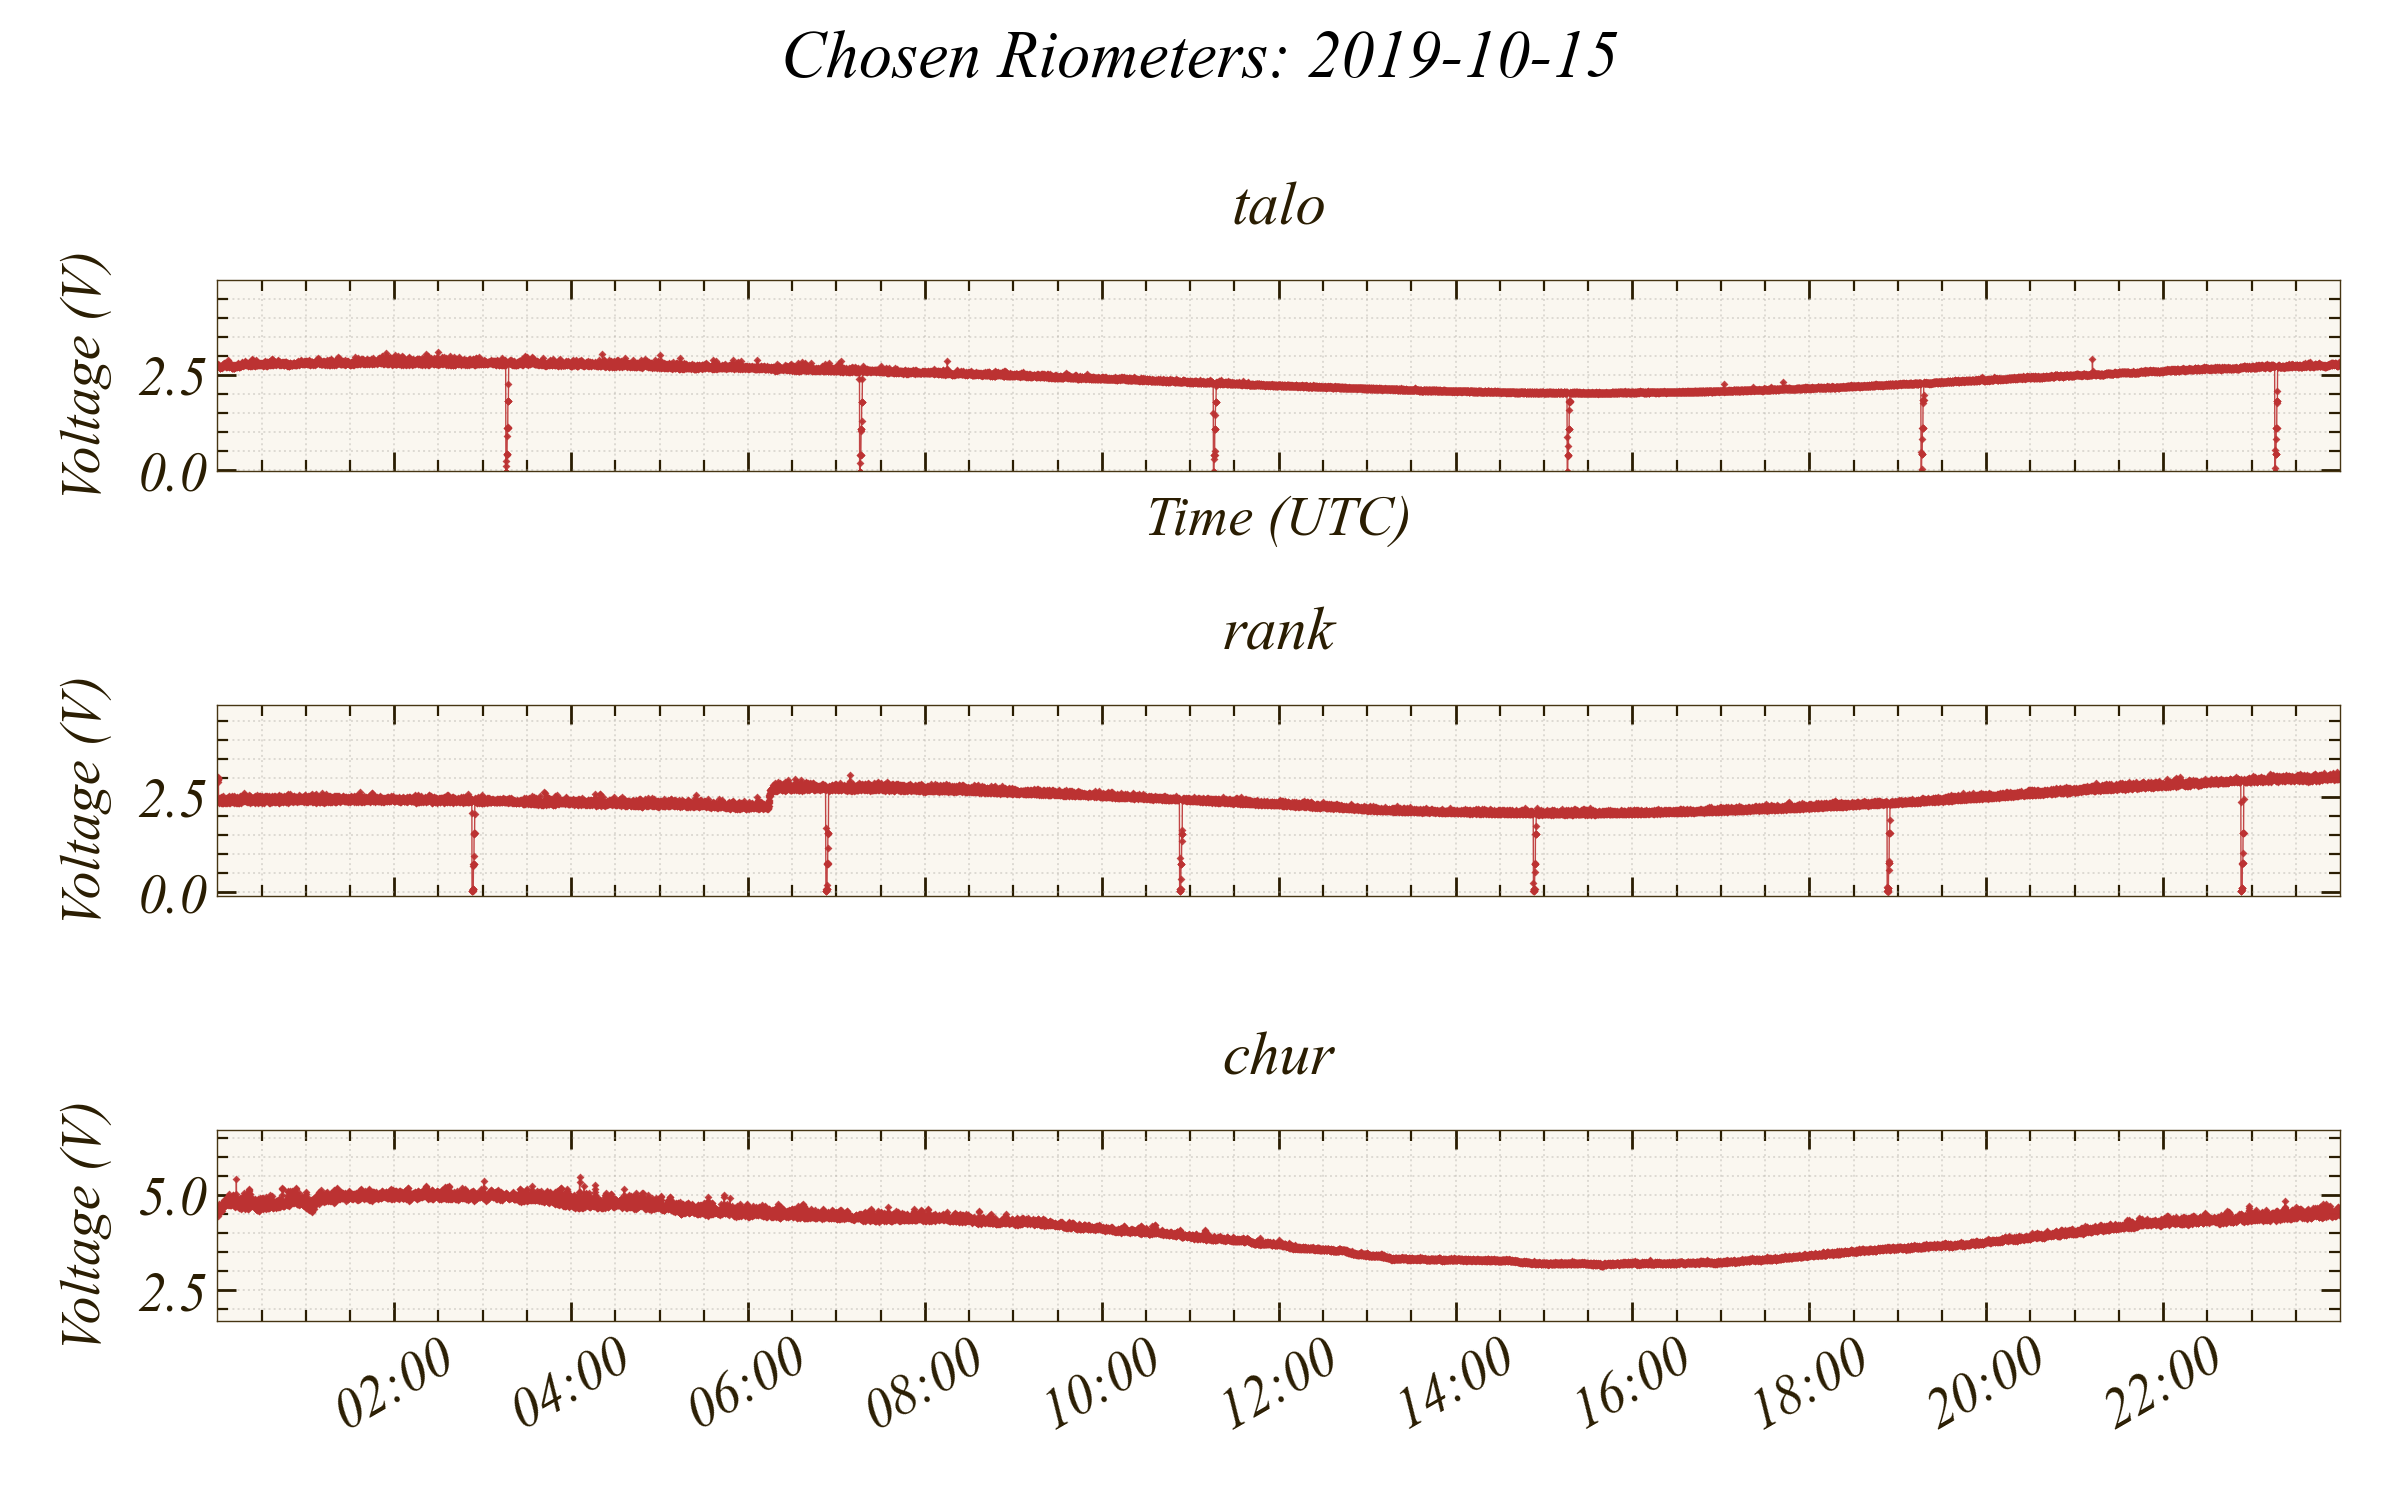 Chosen Riometers: 2019-10-15
talo
Voltage (V)
2.5
0.0
Time (UTC)
rank
Voltage (V)
2.5
0.0
chur
Voltage (V)
5.0
2.5
02:00 04:00 06:00 08:00 10:00 12:00 14:00 16:00 18:00 20:00 22:00